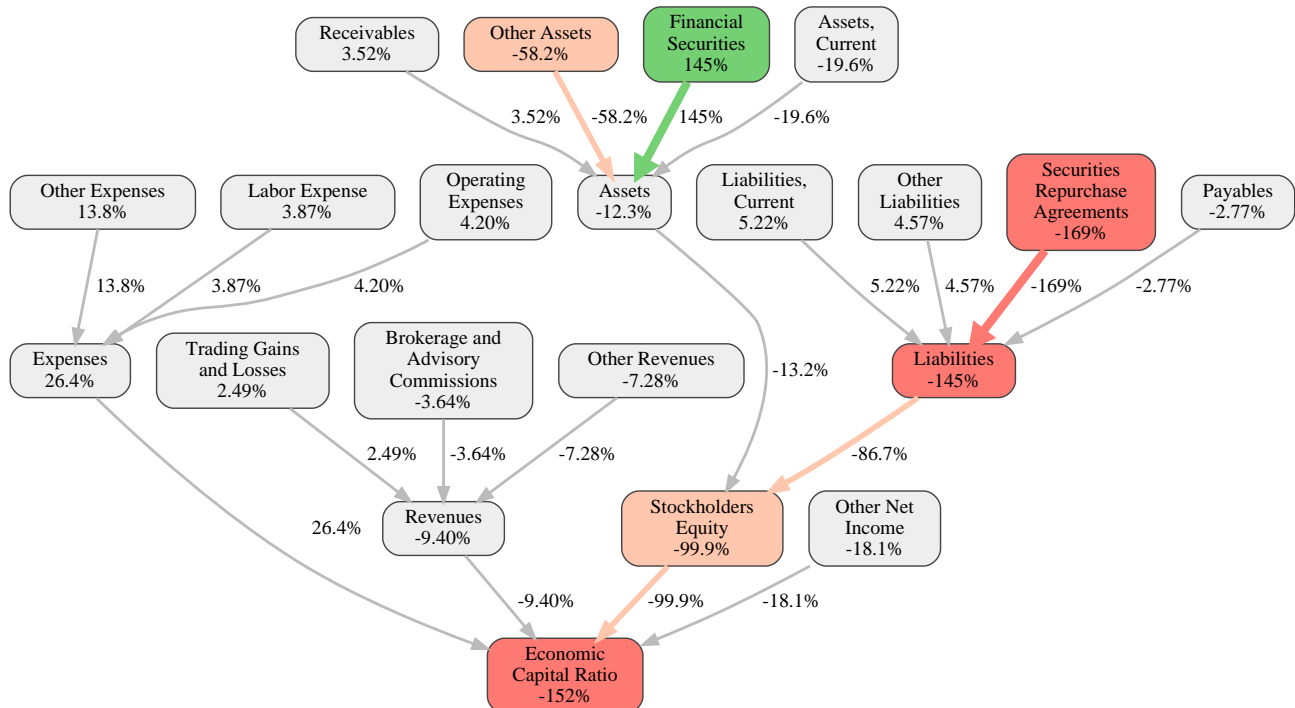 Receivables
3.52%
Other Assets
-58.2%
Financial
Securities
145%
Assets,
Current
-19.6%
3.52%
-58.2%
145%
-19.6%
Other Expenses
13.8%
Labor Expense
3.87%
Operating
Expenses
4.20%
Assets
-12.3%
Liabilities,
Current
5.22%
Other
Liabilities
4.57%
Securities
Repurchase
Agreements
-169%
Payables
-2.77%
13.8%
3.87%
4.20%
5.22%
4.57%
-169%
-2.77%
Expenses
26.4%
Trading Gains
and Losses
2.49%
Brokerage and
Advisory
Commissions
-3.64%
Other Revenues
-7.28%
-13.2%
Liabilities
-145%
2.49%
-3.64%
-7.28%
-86.7%
26.4%
Revenues
-9.40%
Stockholders
Equity
-99.9%
Other Net
Income
-18.1%
-9.40%
-99.9%
-18.1%
Economic
Capital Ratio
-152%